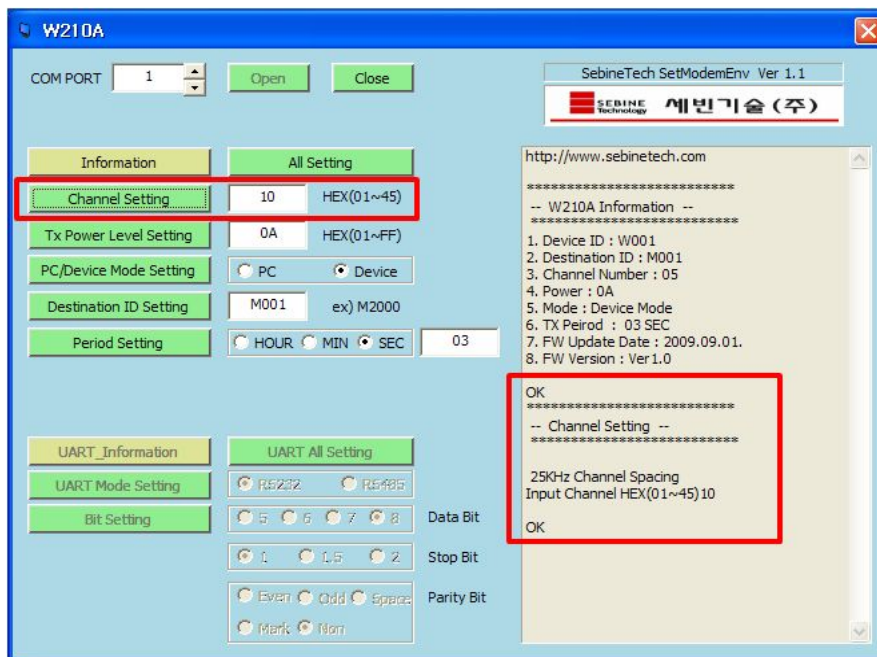 W210A
COM PORT 1 Open Close
SebineTech SetModemEnv Ver 1.1
SEBINE Technology 세빈기술(주)
Information All Setting
Channel Setting 10 HEX(01~45)
Tx Power Level Setting 0A HEX(01~FF)
PC/Device Mode Setting PC Device
Destination ID Setting M001 ex) M2000
Period Setting HOUR MIN SEC 03
UART_Information UART All Setting
UART Mode Setting RS232 RS485
Bit Setting 5 6 7 8 Data Bit
1 1.5 2 Stop Bit
Even Odd Space Parity Bit
Mark Non
http://www.sebinetech.com
**************************
-- W210A Information --
**************************
1. Device ID : W001
2. Destination ID : M001
3. Channel Number : 05
4. Power : 0A
5. Mode : Device Mode
6. TX Peirod : 03 SEC
7. FW Update Date : 2009.09.01.
8. FW Version : Ver1.0
OK
**************************
-- Channel Setting --
**************************
25KHz Channel Spacing
Input Channel HEX(01~45)10
OK